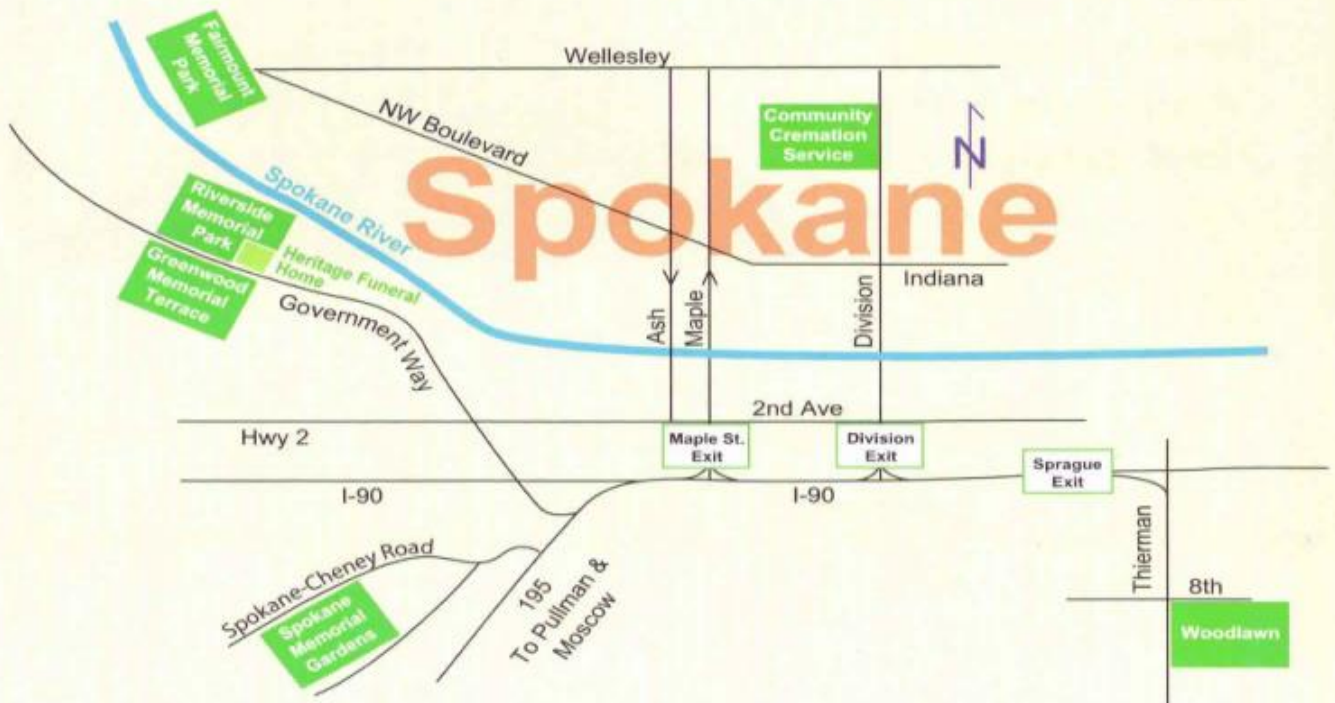 Fairmount
Memorial
Park
Wellesley
NW Boulevard
Community
Cremation
Service
N
Spokane
Spokane River
Riverside
Memorial
Park
Heritage Funeral
Home
Greenwood
Memorial
Terrace
Government Way
Ash
Maple
Division
Indiana
2nd Ave
Hwy 2
Maple St.
Exit
Division
Exit
Sprague
Exit
I-90
I-90
Spokane-Cheney Road
Spokane
Memorial
Gardens
195
To Pullman &
Moscow
Thierman
8th
Woodlawn